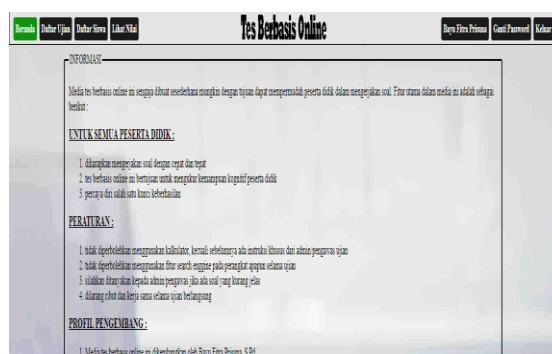 Beranda Daftar Ujian Daftar Siswa Lihat Nilai Tes Berbasis Online Bayu Fitra Prisuna Ganti Password Keluar
INFORMASI
Media tes berbasis online ini sengaja dibuat sesederhana mungkin dengan tujuan dapat mempermudah peserta didik dalam mengerjakan soal. Fitur utama dalam media ini adalah sebagai
berikut :
UNTUK SEMUA PESERTA DIDIK :
1. diharapkan mengerjakan soal dengan cepat dan tepat
2. tes berbasis online ini bertujuan untuk mengukur kemampuan kognitif peserta didik
3. percaya diri salah satu kunci keberhasilan
PERATURAN :
1. tidak diperbolehkan menggunakan kalkulator, kecuali sebelumnya ada instruksi khusus dari admin pengawas ujian
2. tidak diperbolehkan menggunakan fitur search engine pada perangkat apapun selama ujian
3. silahkan ditanyakan kepada admin pengawas jika ada soal yang kurang jelas
4. dilarang ribut dan kerja sama selama ujian berlangsung
PROFIL PENGEMBANG :
1. Media tes berbasis online ini dikembangkan oleh Bayu Fitra Prisuna, S.Pd